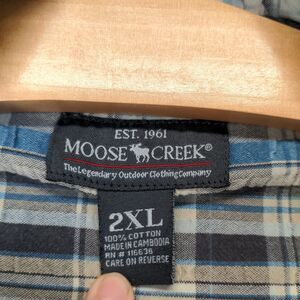 EST. 1961
MOOSE CREEK®
The Legendary Outdoor Clothing Company
2XL
100% COTTON
MADE IN CAMBODIA
RN # 116636
CARE ON REVERSE